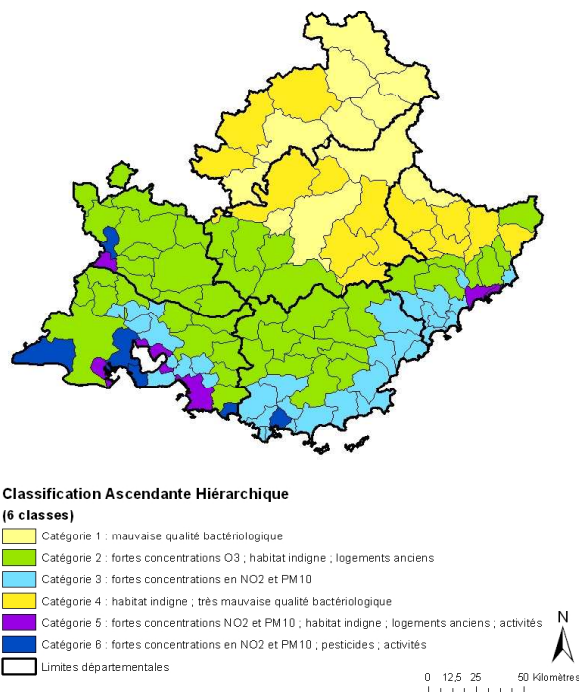 Classification Ascendante Hiérarchique
(6 classes)
Catégorie 1 : mauvaise qualité bactériologique
Catégorie 2 : fortes concentrations O3 ; habitat indigne ; logements anciens
Catégorie 3 : fortes concentrations en NO2 et PM10
Catégorie 4 : habitat indigne ; très mauvaise qualité bactériologique
Catégorie 5 : fortes concentrations NO2 et PM10 ; habitat indigne ; logements anciens ; activités
Catégorie 6 : fortes concentrations en NO2 et PM10 ; pesticides ; activités
Limites départementales
N
0 12,5 25 50 Kilomètres